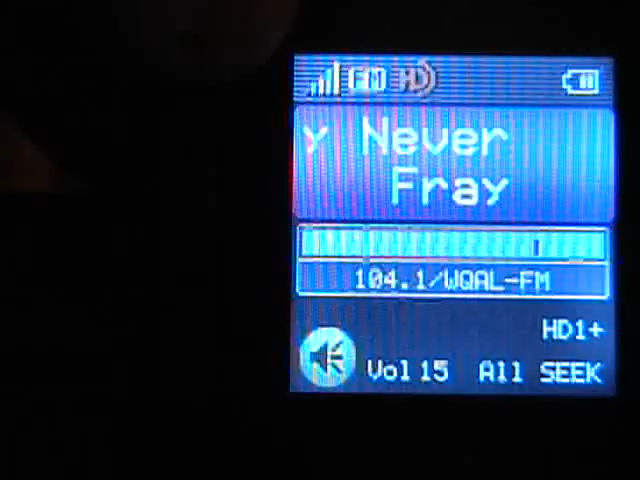 FM HD
y Never
Fray
104.1/WQAL-FM
HD1+
Vol 15 All SEEK